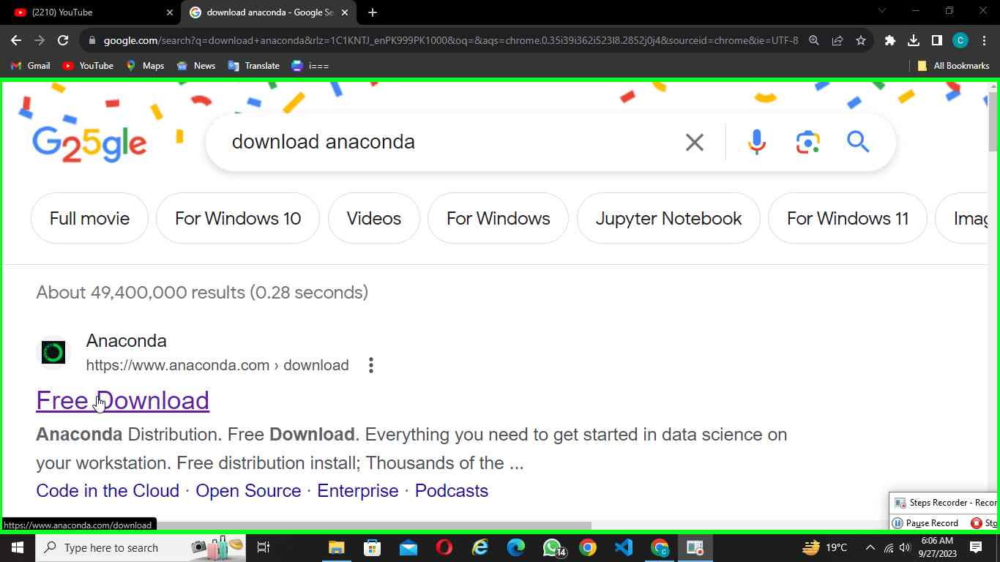 (2210) YouTube
download anaconda - Google Se
google.com/search?q=download+anaconda&rlz=1C1KNTJ_enPK999PK1000&oq=&aqs=chrome.0.35i39i362i523l8.2852j0j4&sourceid=chrome&ie=UTF-8
C
Gmail YouTube Maps News Translate i=== All Bookmarks
G25gle
download anaconda
Full movie For Windows 10 Videos For Windows Jupyter Notebook For Windows 11 Imag
About 49,400,000 results (0.28 seconds)
Anaconda
https://www.anaconda.com › download
Free Download
Anaconda Distribution. Free Download. Everything you need to get started in data science on
your workstation. Free distribution install; Thousands of the ...
Code in the Cloud · Open Source · Enterprise · Podcasts
Steps Recorder - Recor
Pause Record Sto
https://www.anaconda.com/download
Type here to search
14
19°C
6:06 AM
9/27/2023